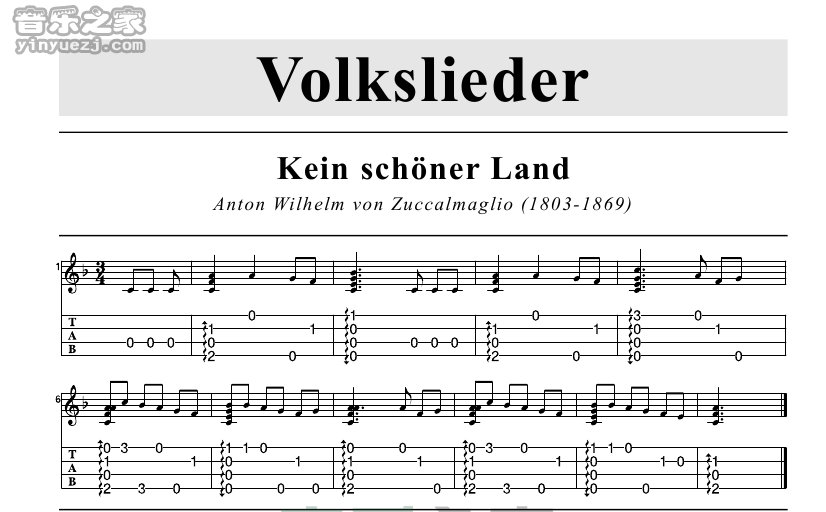 音乐之家
yinyuezj.com
Volkslieder
Kein schöner Land
Anton Wilhelm von Zuccalmaglio (1803-1869)
1
3
4
T
A
B
0 0 0 2 0 1 0 0 1 2 0 0 1 0 0 0 2 0 1 0 1 0 0 0 3 0 1 0
6
T
A
B
0 1 0 2 3 3 0 0 1 1 0 0 0 1 0 0 0 1 0 1 0 2 0 0 1 0 0 1 0 2 3 3 0 0 1 1 0 0 0 1 0 0 1 0 1 0 2